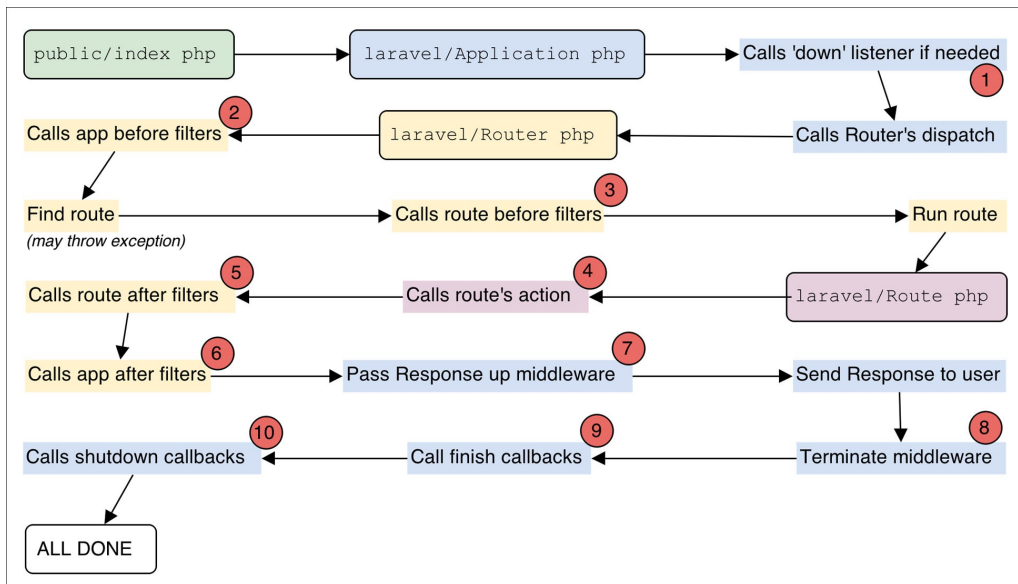 public/index php
laravel/Application php
Calls 'down' listener if needed
1
2
Calls app before filters
laravel/Router php
Calls Router's dispatch
3
Find route
Calls route before filters
Run route
(may throw exception)
5
4
Calls route after filters
Calls route's action
laravel/Route php
6
7
Calls app after filters
Pass Response up middleware
Send Response to user
10
9
8
Calls shutdown callbacks
Call finish callbacks
Terminate middleware
ALL DONE